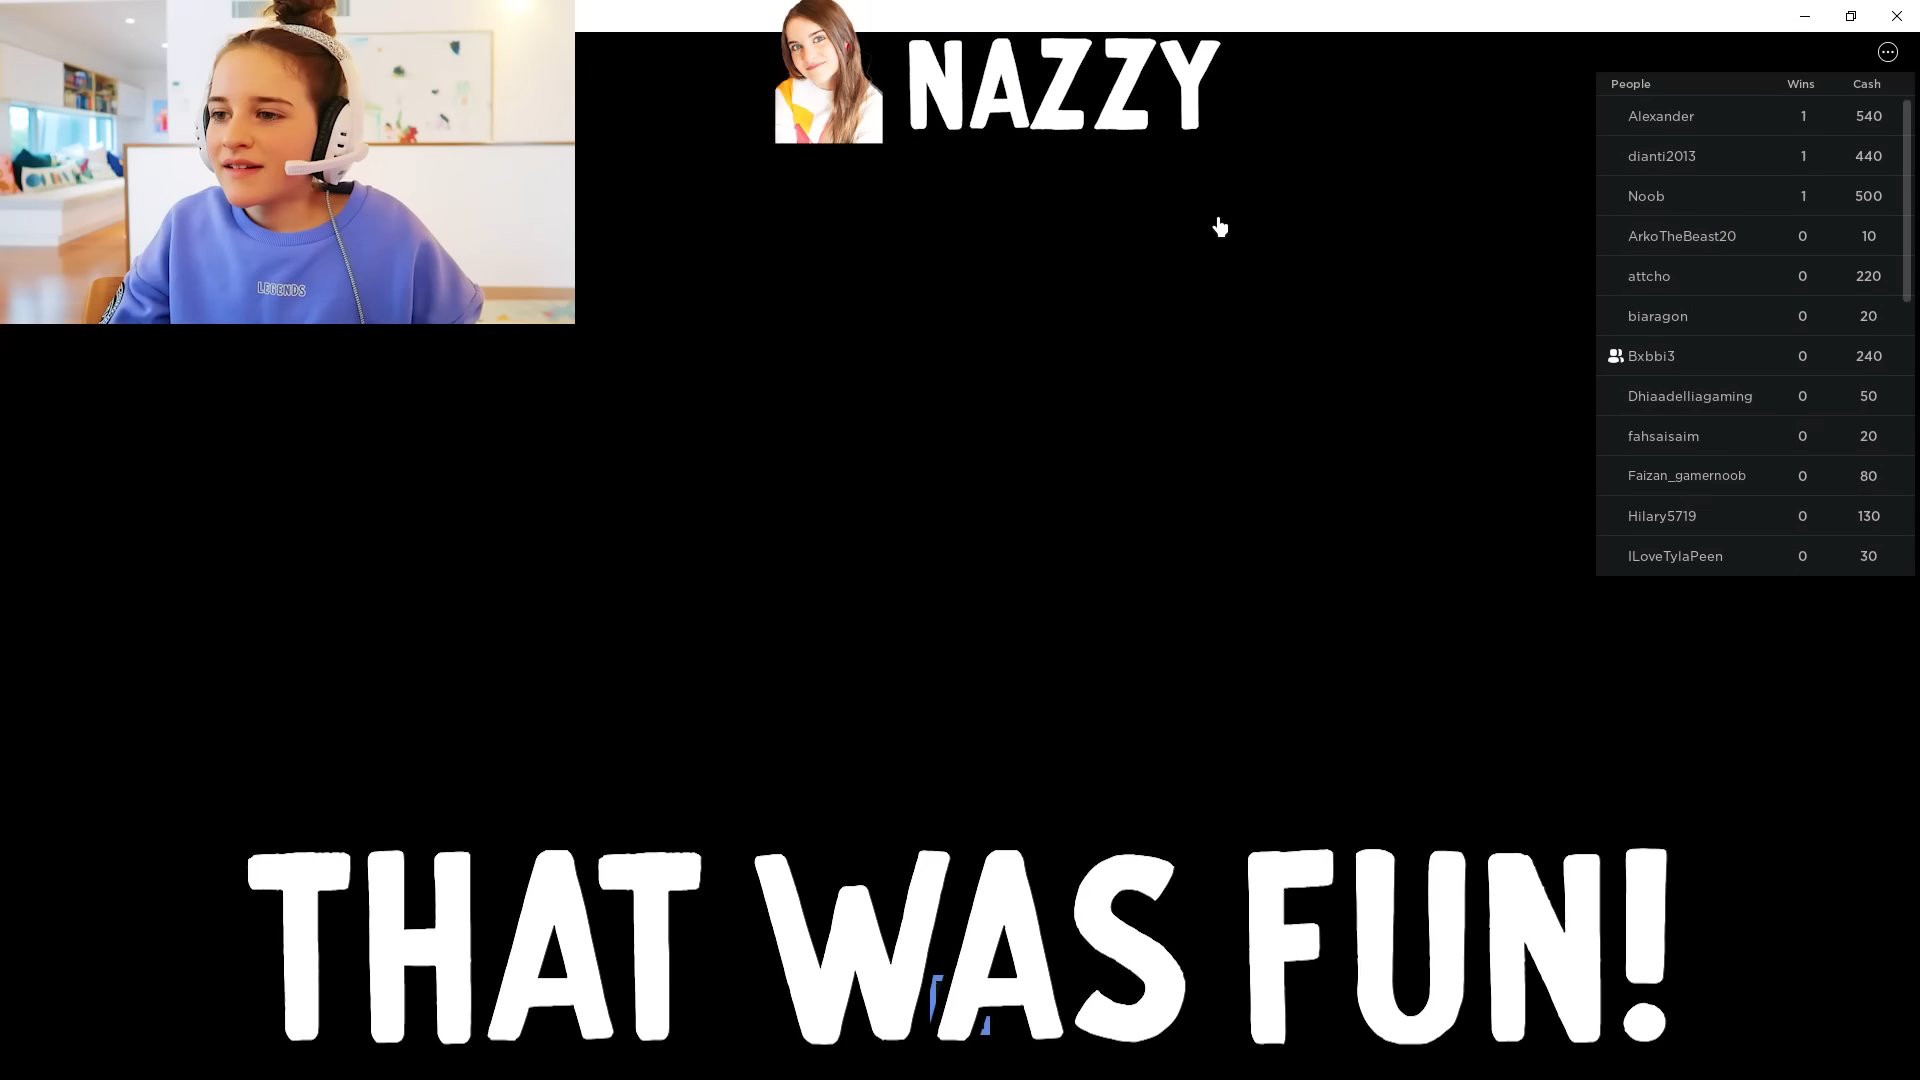 NAZZY
LEGENDS
People Wins Cash
Alexander 1 540
dianti2013 1 440
Noob 1 500
ArkoTheBeast20 0 10
attcho 0 220
biaragon 0 20
Bxbbi3 0 240
Dhiaadelliagaming 0 50
fahsaisaim 0 20
Faizan_gamernoob 0 80
Hilary5719 0 130
ILoveTylaPeen 0 30
THAT WAS FUN!